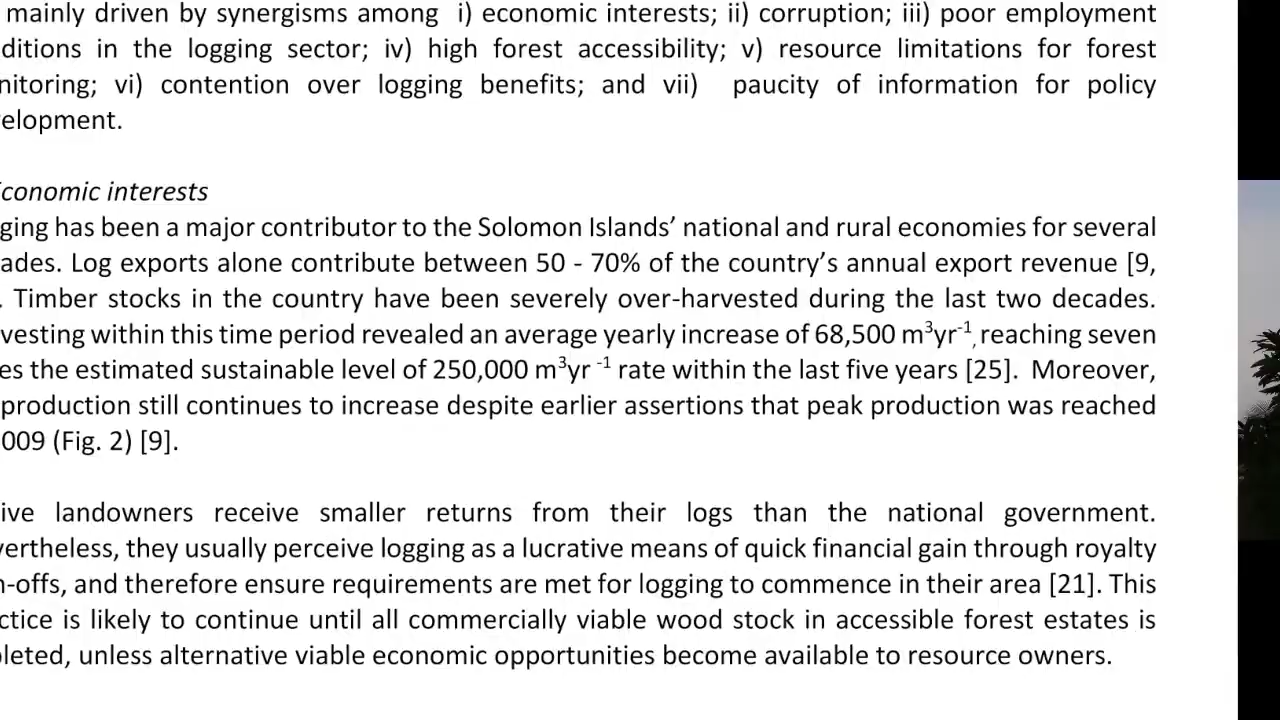 mainly driven by synergisms among i) economic interests; ii) corruption; iii) poor employment
ditions in the logging sector; iv) high forest accessibility; v) resource limitations for forest
nitoring; vi) contention over logging benefits; and vii) paucity of information for policy
elopment.
Economic interests
ging has been a major contributor to the Solomon Islands’ national and rural economies for several
ades. Log exports alone contribute between 50 - 70% of the country’s annual export revenue [9,
. Timber stocks in the country have been severely over-harvested during the last two decades.
vesting within this time period revealed an average yearly increase of 68,500 m³yr⁻¹, reaching seven
es the estimated sustainable level of 250,000 m³yr ⁻¹ rate within the last five years [25]. Moreover,
production still continues to increase despite earlier assertions that peak production was reached
009 (Fig. 2) [9].
ive landowners receive smaller returns from their logs than the national government.
vertheless, they usually perceive logging as a lucrative means of quick financial gain through royalty
n-offs, and therefore ensure requirements are met for logging to commence in their area [21]. This
ctice is likely to continue until all commercially viable wood stock in accessible forest estates is
leted, unless alternative viable economic opportunities become available to resource owners.